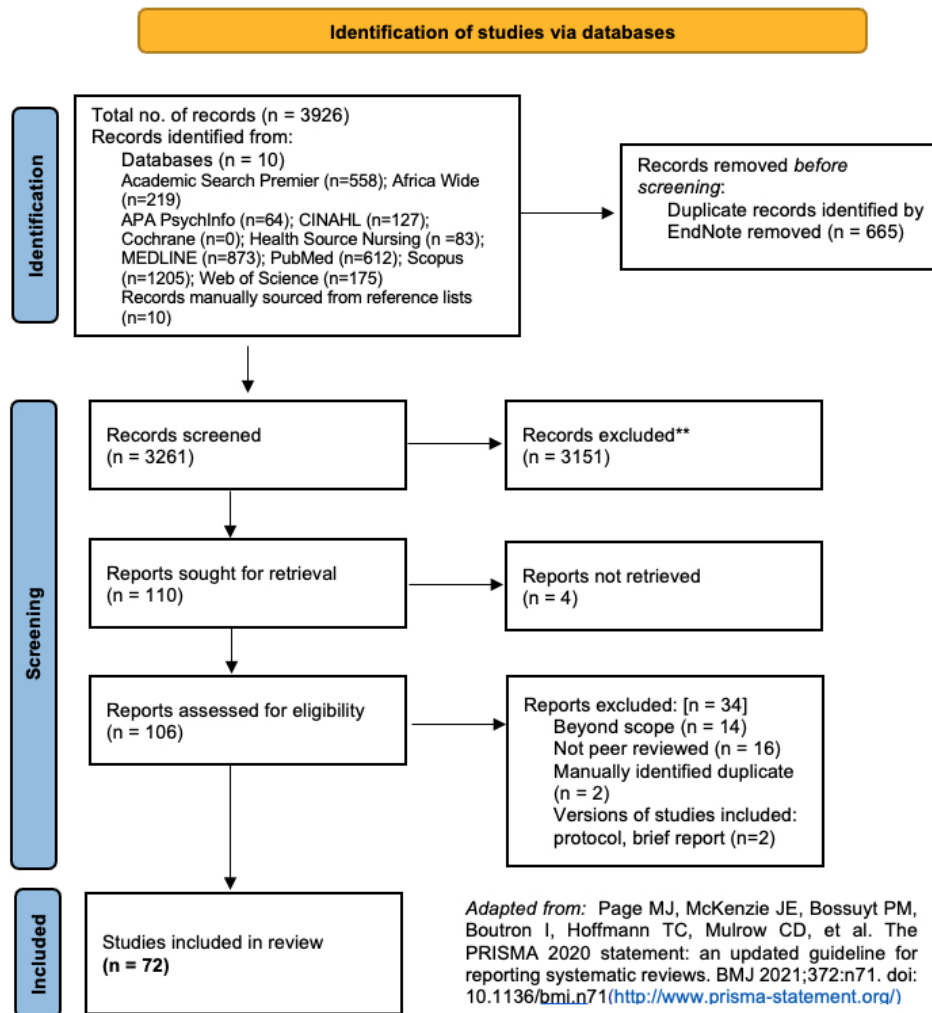 Identification of studies via databases
Identification
Total no. of records (n = 3926)
Records identified from:
Databases (n = 10)
Academic Search Premier (n=558); Africa Wide
(n=219)
APA PsychInfo (n=64); CINAHL (n=127);
Cochrane (n=0); Health Source Nursing (n =83);
MEDLINE (n=873); PubMed (n=612); Scopus
(n=1205); Web of Science (n=175)
Records manually sourced from reference lists
(n=10)
Records removed before
screening:
Duplicate records identified by
EndNote removed (n = 665)
Screening
Records screened
(n = 3261)
Records excluded**
(n = 3151)
Reports sought for retrieval
(n = 110)
Reports not retrieved
(n = 4)
Reports assessed for eligibility
(n = 106)
Reports excluded: [n = 34]
Beyond scope (n = 14)
Not peer reviewed (n = 16)
Manually identified duplicate
(n = 2)
Versions of studies included:
protocol, brief report (n=2)
Included
Studies included in review
(n = 72)
Adapted from: Page MJ, McKenzie JE, Bossuyt PM,
Boutron I, Hoffmann TC, Mulrow CD, et al. The
PRISMA 2020 statement: an updated guideline for
reporting systematic reviews. BMJ 2021;372:n71. doi:
10.1136/bmj.n71(http://www.prisma-statement.org/)